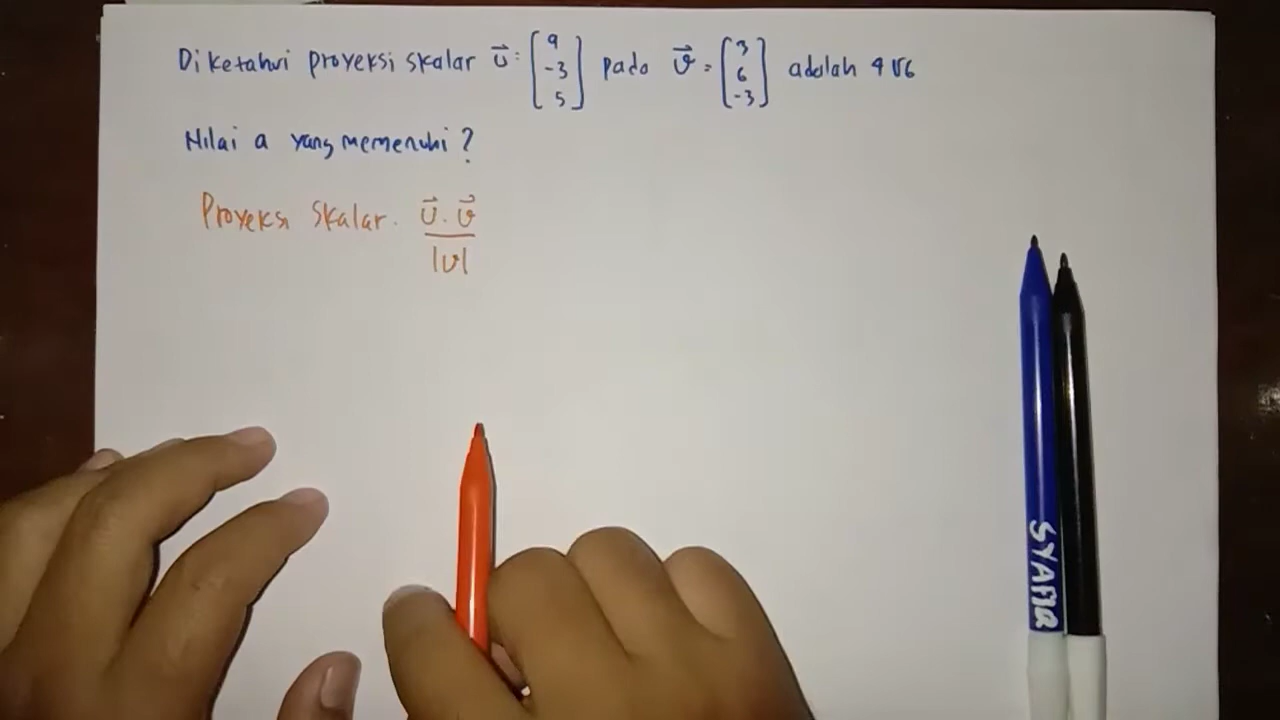 Diketahui proyeksi skalar u⃗ = [9 -3 5] pada v⃗ = [3 6 -3] adalah 4√6
Nilai a yang memenuhi?
Proyeksi Skalar. u⃗ . v⃗ / |v|
SYAFIQ